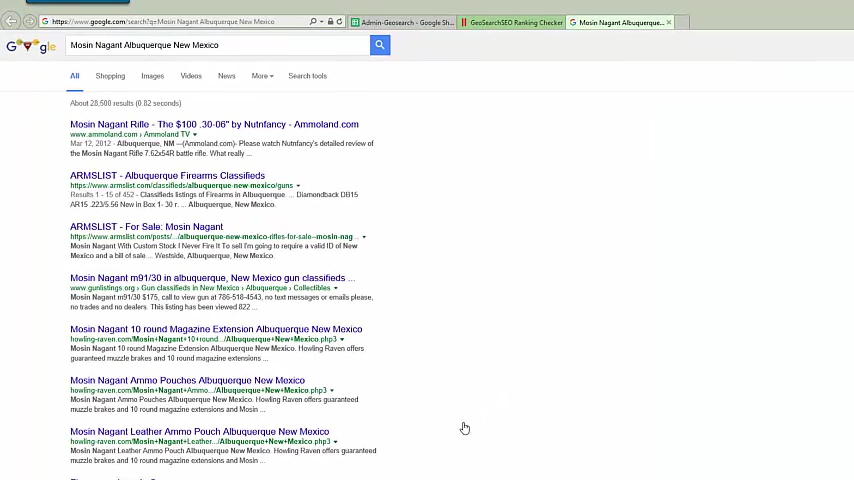 https://www.google.com/search?q=Mosin Nagant Albuquerque New Mexico
Admin-Geosearch - Google Sh...
GeoSearchSEO Ranking Checker
Mosin Nagant Albuquerque...
Google
Mosin Nagant Albuquerque New Mexico
All Shopping Images Videos News More Search tools
About 28,500 results (0.82 seconds)
Mosin Nagant Rifle - The $100 .30-06" by Nutnfancy - Ammoland.com
www.ammoland.com › Ammoland TV
Mar 12, 2012 - Albuquerque, NM --(Ammoland.com)- Please watch Nutnfancy's detailed review of
the Mosin Nagant Rifle 7.62x54R battle rifle. What really ...
ARMSLIST - Albuquerque Firearms Classifieds
https://www.armslist.com/classifieds/albuquerque-new-mexico/guns
Results 1 - 15 of 452 - Classifieds listings of Firearms in Albuquerque. ... Diamondback DB15
AR15 .223/5.56 New in Box 1- 30 r. ... Albuquerque, New Mexico.
ARMSLIST - For Sale: Mosin Nagant
https://www.armslist.com/posts/.../albuquerque-new-mexico-rifles-for-sale--mosin-nag...
Mosin Nagant With Custom Stock I Never Fire It To sell I'm going to require a valid ID of New
Mexico and a bill of sale ... Westside, Albuquerque, New Mexico.
Mosin Nagant m91/30 in albuquerque, New Mexico gun classifieds ...
www.gunlistings.org › Gun classifieds in New Mexico › Albuquerque › Collectibles
Mosin Nagant m91/30 $175, call to view gun at 786-518-4543, no text messages or emails please,
no trades and no dealers. This listing has been viewed 822 ...
Mosin Nagant 10 round Magazine Extension Albuquerque New Mexico
howling-raven.com/Mosin+Nagant+10+round.../Albuquerque+New+Mexico.php3
Mosin Nagant 10 round Magazine Extension Albuquerque New Mexico. Howling Raven offers
guaranteed muzzle brakes and 10 round magazine extensions ...
Mosin Nagant Ammo Pouches Albuquerque New Mexico
howling-raven.com/Mosin+Nagant+Ammo.../Albuquerque+New+Mexico.php3
Mosin Nagant Ammo Pouches Albuquerque New Mexico. Howling Raven offers guaranteed
muzzle brakes and 10 round magazine extensions and Mosin ...
Mosin Nagant Leather Ammo Pouch Albuquerque New Mexico
howling-raven.com/Mosin+Nagant+Leather.../Albuquerque+New+Mexico.php3
Mosin Nagant Leather Ammo Pouch Albuquerque New Mexico. Howling Raven offers
guaranteed muzzle brakes and 10 round magazine extensions and Mosin ...